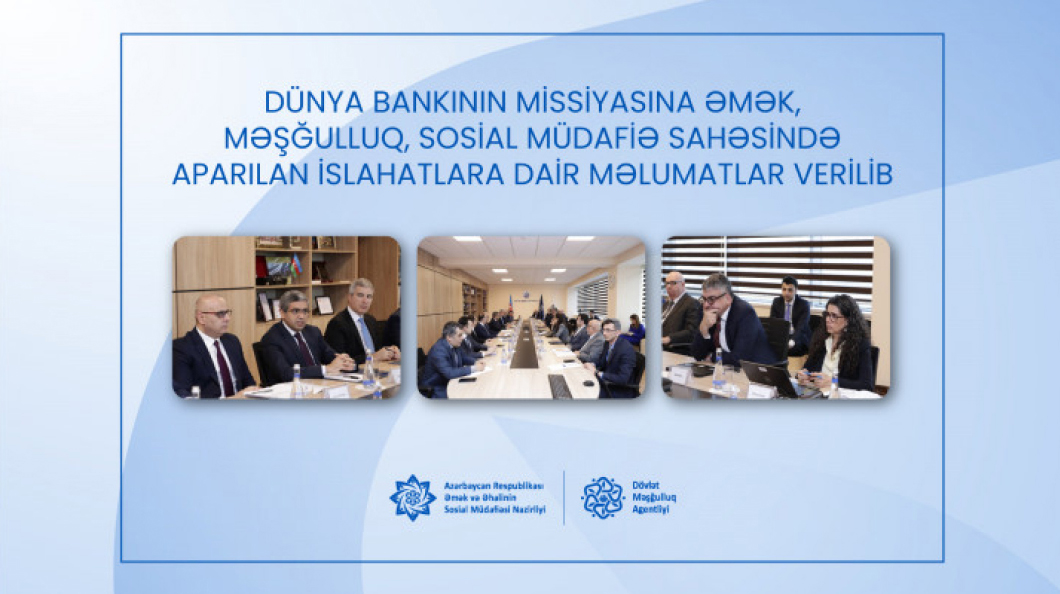 DÜNYA BANKININ MİSSİYASINA ƏMƏK,
MƏŞĞULLUQ, SOSİAL MÜDAFİƏ SAHƏSİNDƏ
APARILAN İSLAHATLARA DAİR MƏLUMATLAR VERİLİB
Azərbaycan Respublikası
Əmək və Əhalinin
Sosial Müdafiəsi Nazirliyi
Dövlət
Məşğulluq
Agentliyi